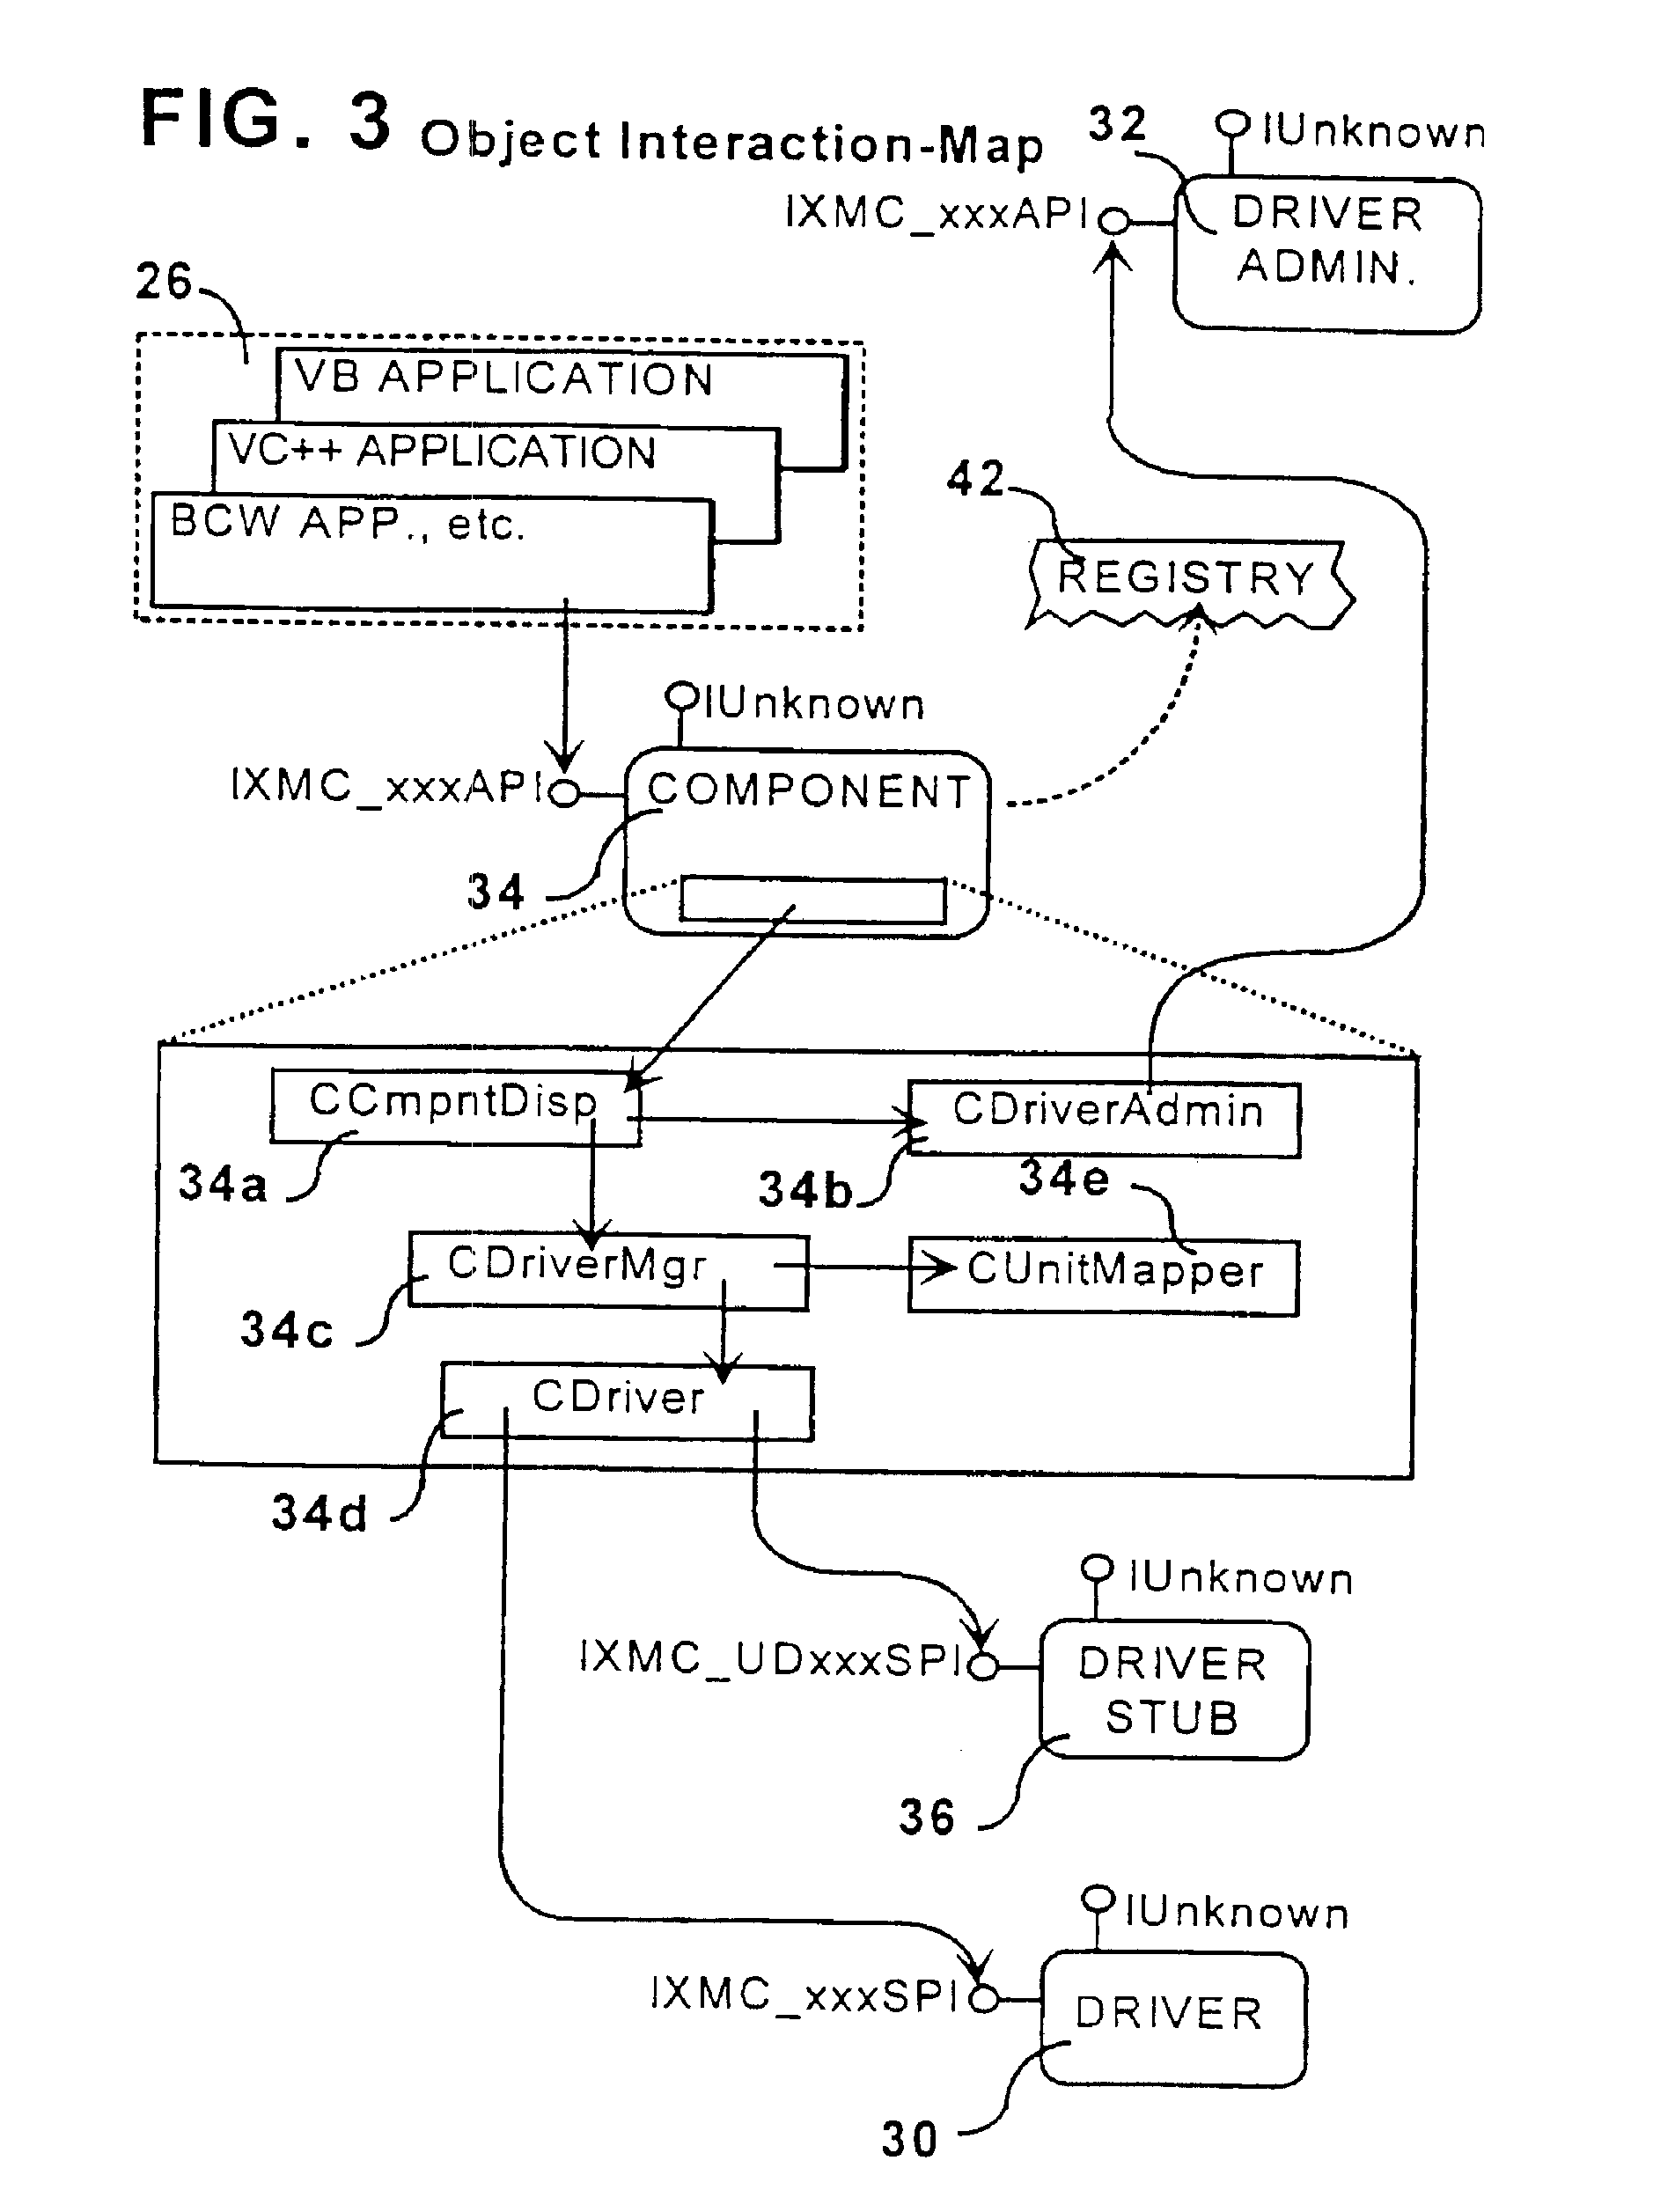 FIG. 3 Object Interaction-Map
32
IUnknown
IXMC_xxxAPI
DRIVER
ADMIN.
26
VB APPLICATION
VC++ APPLICATION
BCW APP., etc.
42
REGISTRY
IUnknown
IXMC_xxxAPI
COMPONENT
34
CCmpntDisp
CDriverAdmin
34a
34b
34e
CDriverMgr
CUnitMapper
34c
CDriver
34d
IUnknown
IXMC_UDxxxSPI
DRIVER
STUB
36
IUnknown
IXMC_xxxSPI
DRIVER
30